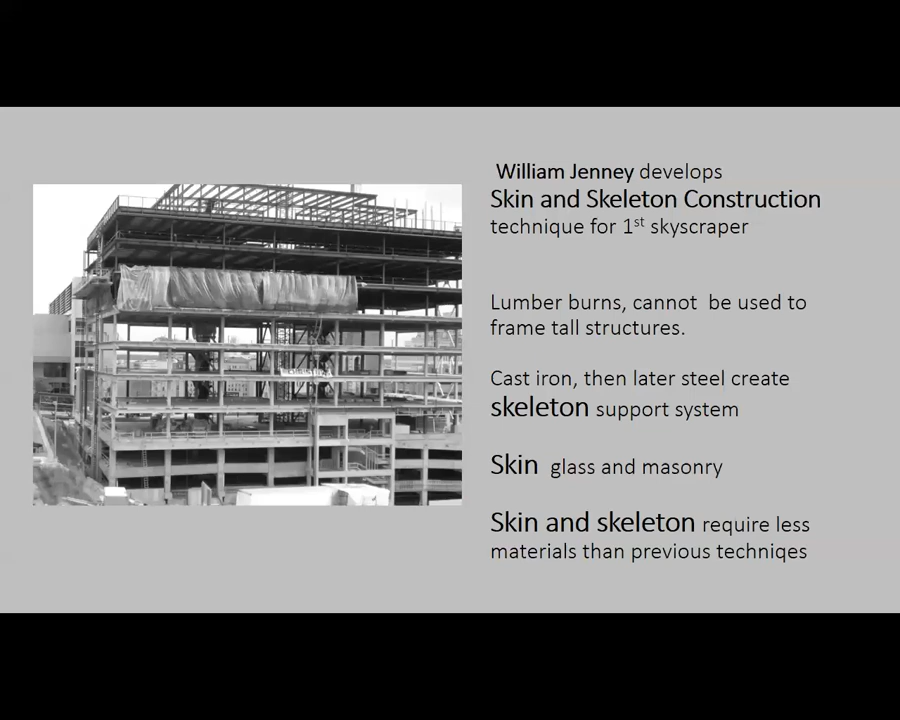 William Jenney develops
Skin and Skeleton Construction
technique for 1st skyscraper
Lumber burns, cannot be used to
frame tall structures.
Cast iron, then later steel create
skeleton support system
Skin glass and masonry
Skin and skeleton require less
materials than previous techniqes